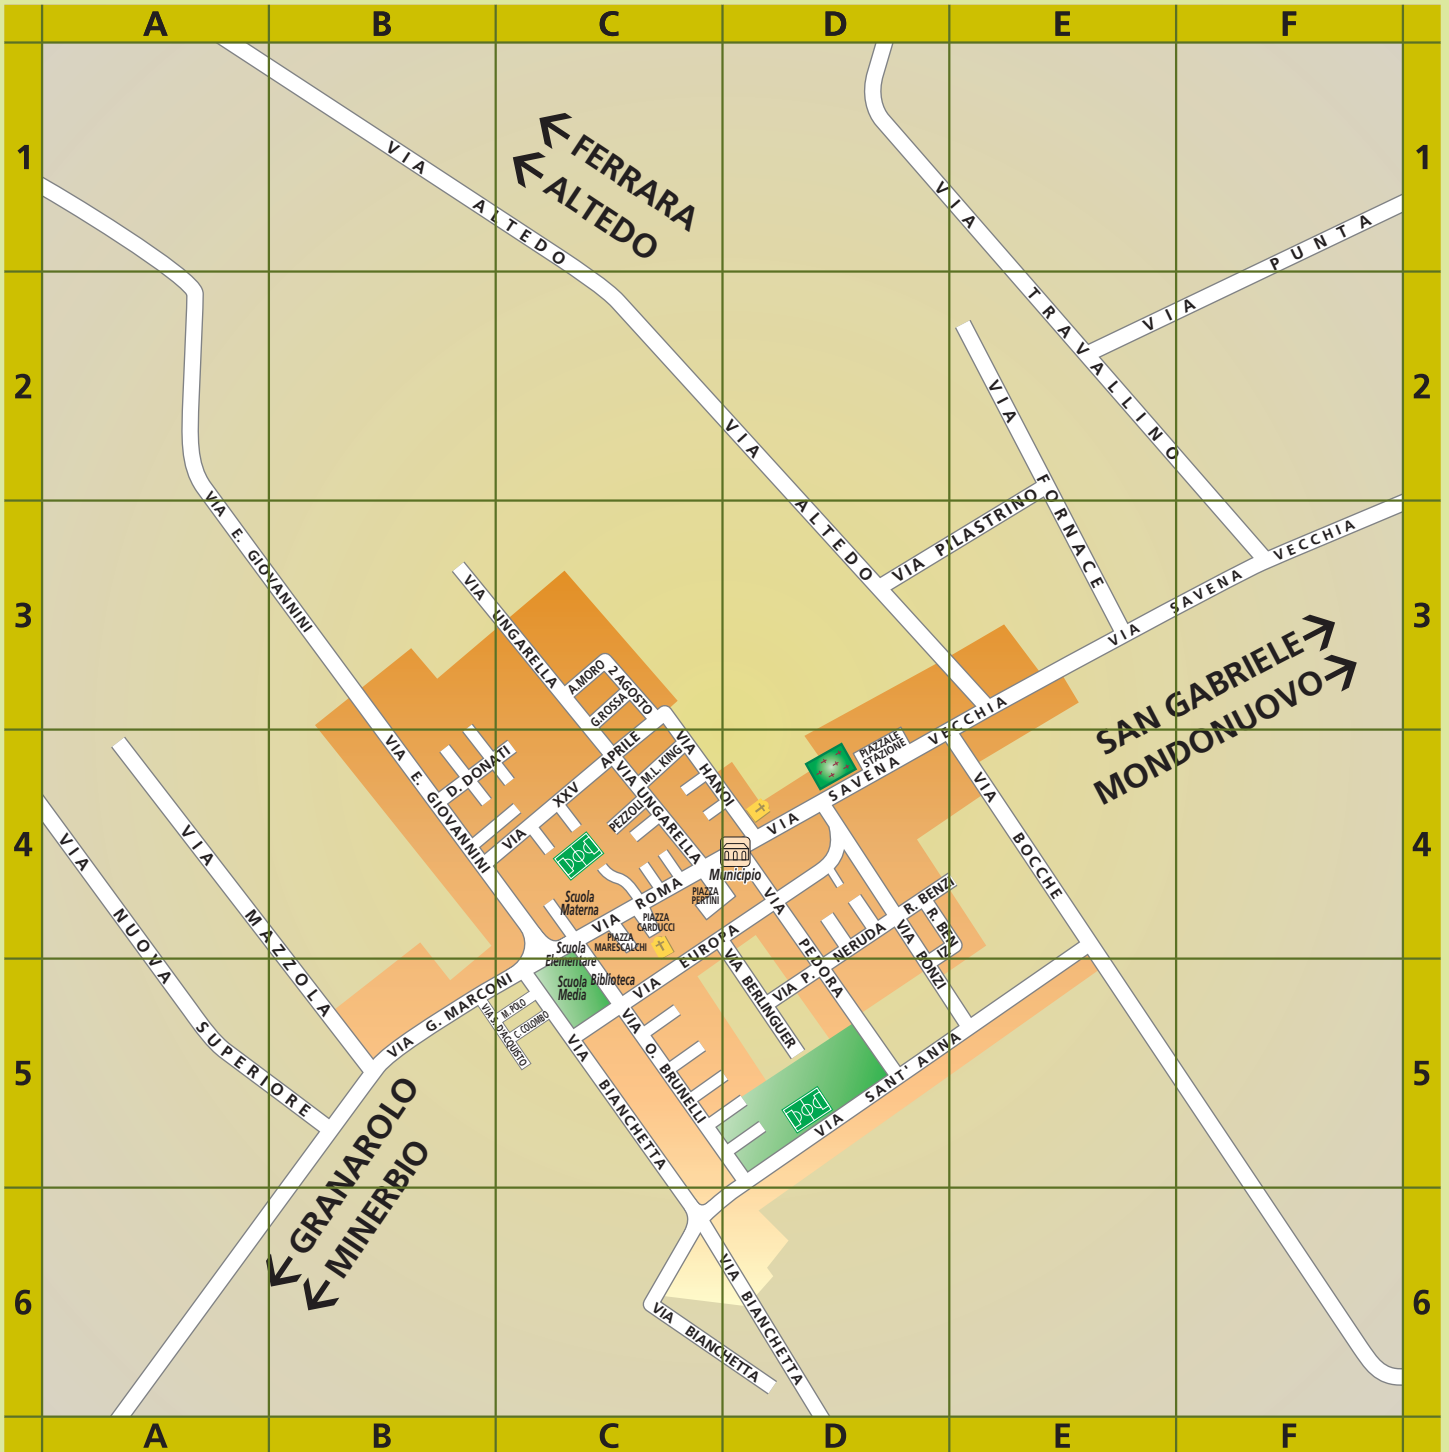 A B C D E F
1 1
2 2
3 3
4 4
5 5
6 6
A B C D E F
FERRARA
ALTEDO
VIA ALTEDO
VIA ALTEDO
VIA TRAVALLINO
VIA PUNTA
VIA FORNACE
VIA PILASTRINO
VIA SAVENA VECCHIA
SAN GABRIELE
MONDONUOVO
VIA E. GIOVANNINI
VIA E. GIOVANNINI
VIA UNGARELLA
A.MORO
2 AGOSTO
G.ROSSA
VIA XXV APRILE
VIA HANOI
M.L. KING
PEZZOLI
VIA UNGARELLA
D. DONATI
PIAZZALE
STAZIONE
VIA SAVENA VECCHIA
VIA BOCCHE
Municipio
PIAZZA
PERTINI
Scuola
Materna
VIA ROMA
PIAZZA
CARDUCCI
PIAZZA
MARESCALCHI
Scuola
Elementare
Scuola
Media
Biblioteca
VIA EUROPA
VIA PEDORA
VIA P. NERUDA
R. BENZI
R. BEN
IZ
VIA PONZI
VIA BERLINGUER
VIA MAZZOLA
VIA NUOVA SUPERIORE
VIA G. MARCONI
VIA S. D'ACQUISTO
M. POLO
C. COLOMBO
VIA O. BRUNELLI
VIA BIANCHETTA
VIA SANT' ANNA
GRANAROLO
MINERBIO
VIA BIANCHETTA
VIA BIANCHETTA